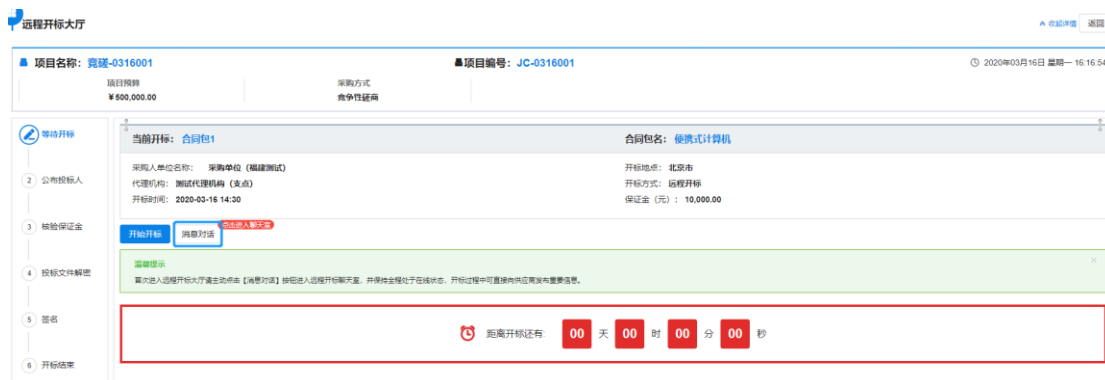 远程开标大厅
收起详情 返回
项目名称：竞磋-0316001 项目编号：JC-0316001 2020年03月16日 星期一 16:16:54
项目预算 采购方式
￥500,000.00 竞争性磋商
等待开标
2 公布投标人
3 核验保证金
4 投标文件解密
5 签名
6 开标结束
当前开标：合同包1 合同包名：便携式计算机
采购人单位名称：采购单位（福建测试） 开标地点：北京市
代理机构：测试代理机构（支点） 开标方式：远程开标
开标时间：2020-03-16 14:30 保证金（元）：10,000.00
开始开标 消息对话 点击进入聊天室
温馨提示
首次进入远程开标大厅请主动点击【消息对话】按钮进入远程开标聊天室，并保持全程处于在线状态，开标过程中可直接向供应商发布重要信息。
距离开标还有: 00 天 00 时 00 分 00 秒